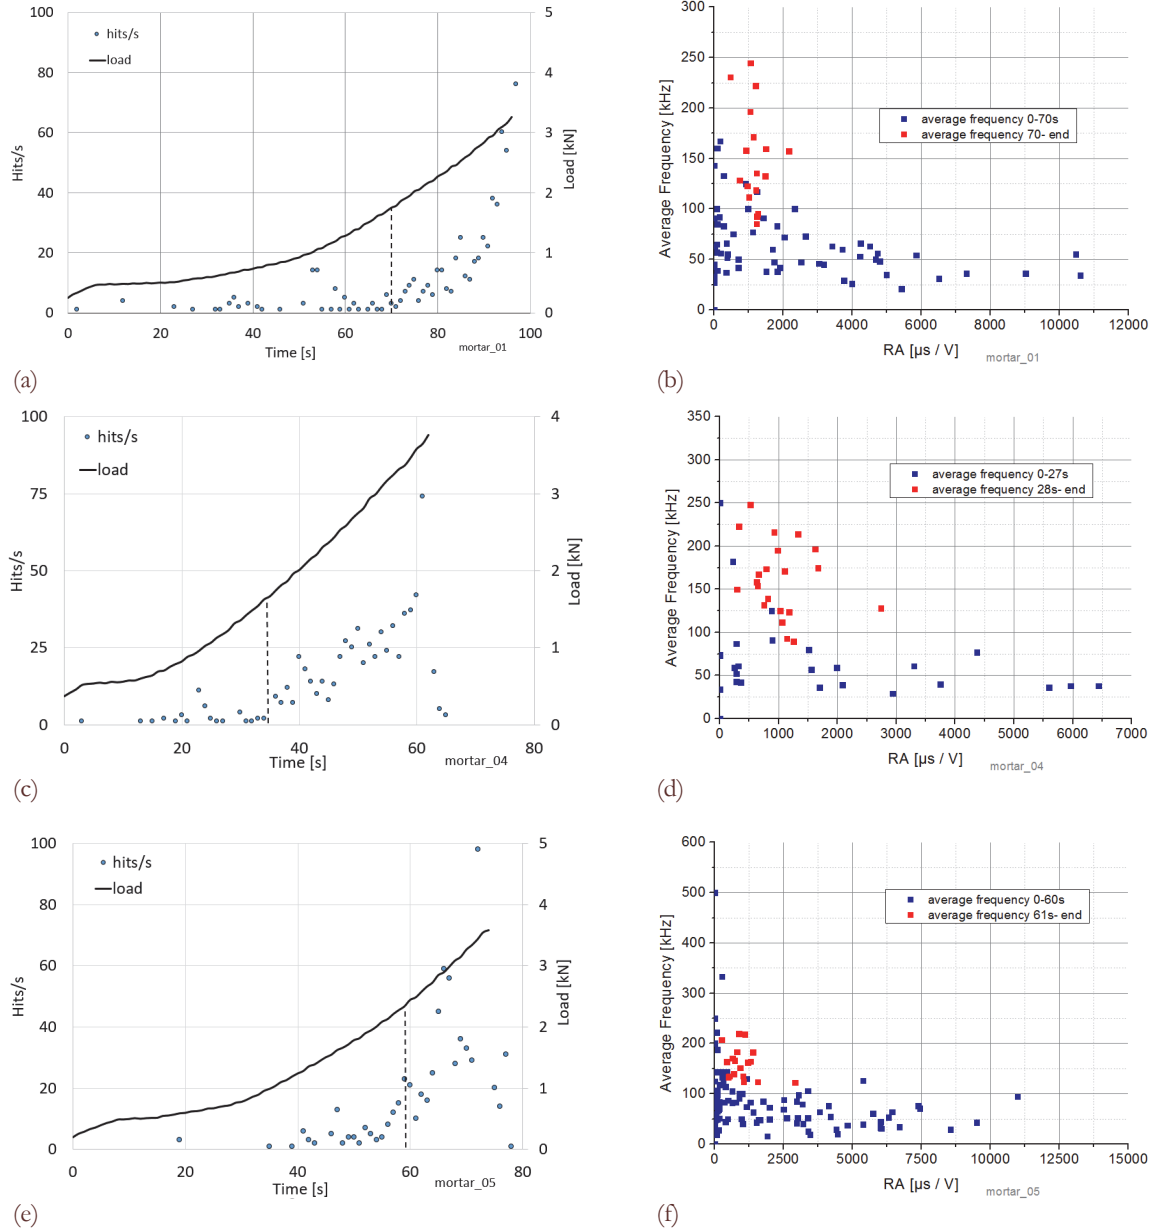 100
80
60
40
20
0
5
4
3
2
1
0
0
20
40
60
80
100
Hits/s
Load [kN]
Time [s]
hits/s
load
mortar_01
(a)
300
250
200
150
100
50
0
0
2000
4000
6000
8000
10000
12000
Average Frequency [kHz]
RA [µs / V]
average frequency 0-70s
average frequency 70- end
mortar_01
(b)
100
75
50
25
0
4
3
2
1
0
0
20
40
60
80
Hits/s
Load [kN]
Time [s]
hits/s
load
mortar_04
(c)
350
300
250
200
150
100
50
0
0
1000
2000
3000
4000
5000
6000
7000
Average Frequency [kHz]
RA [µs / V]
average frequency 0-27s
average frequency 28s- end
mortar_04
(d)
100
80
60
40
20
0
5
4
3
2
1
0
0
20
40
60
80
Hits/s
Load [kN]
Time [s]
hits/s
load
mortar_05
(e)
600
500
400
300
200
100
0
0
2500
5000
7500
10000
12500
15000
Average Frequency [kHz]
RA [µs / V]
average frequency 0-60s
average frequency 61s- end
mortar_05
(f)